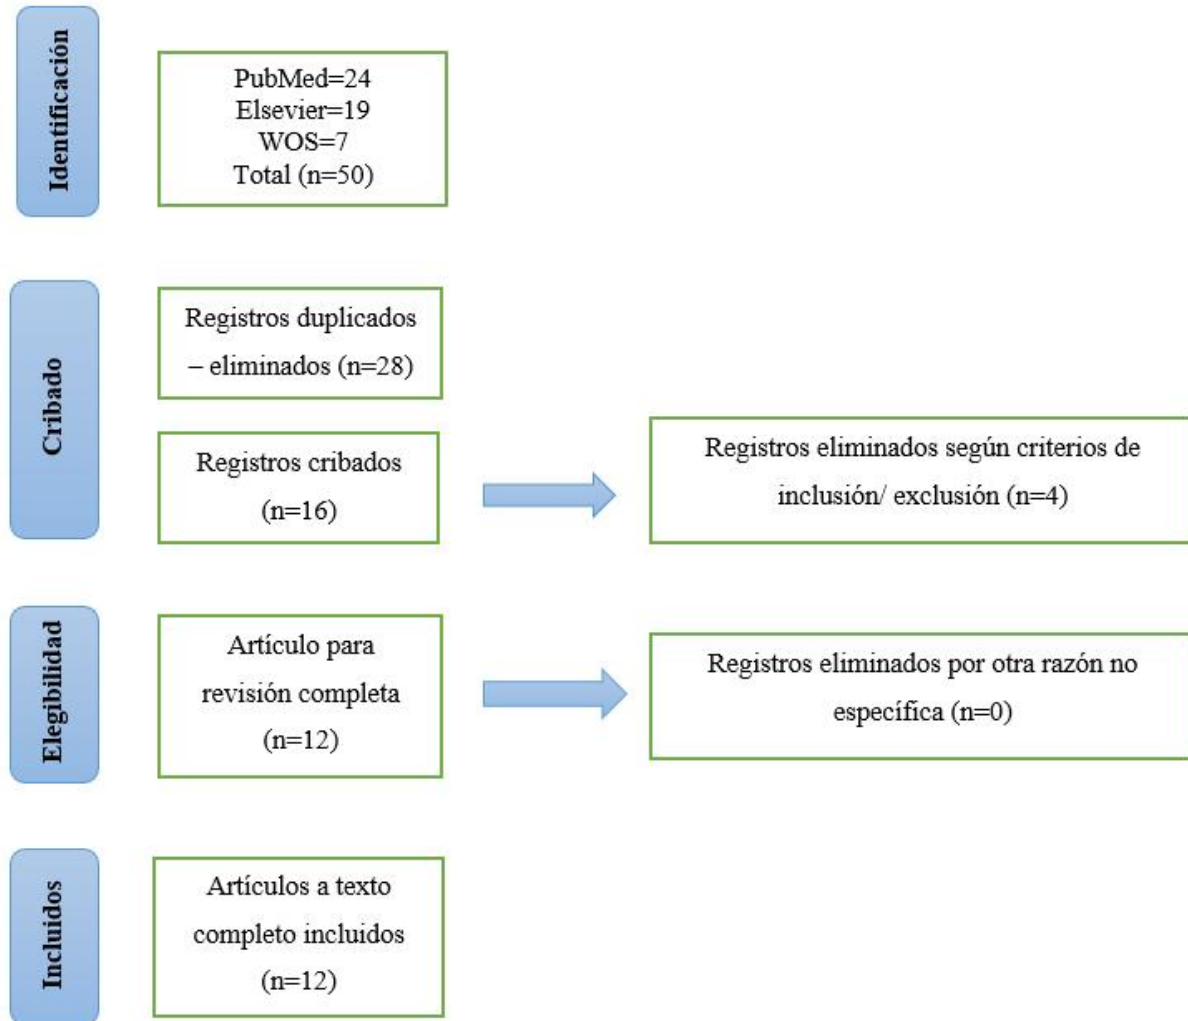 Identificación
PubMed=24
Elsevier=19
WOS=7
Total (n=50)
Cribado
Registros duplicados
– eliminados (n=28)
Registros cribados
(n=16)
Registros eliminados según criterios de
inclusión/ exclusión (n=4)
Elegibilidad
Artículo para
revisión completa
(n=12)
Registros eliminados por otra razón no
específica (n=0)
Incluidos
Artículos a texto
completo incluidos
(n=12)